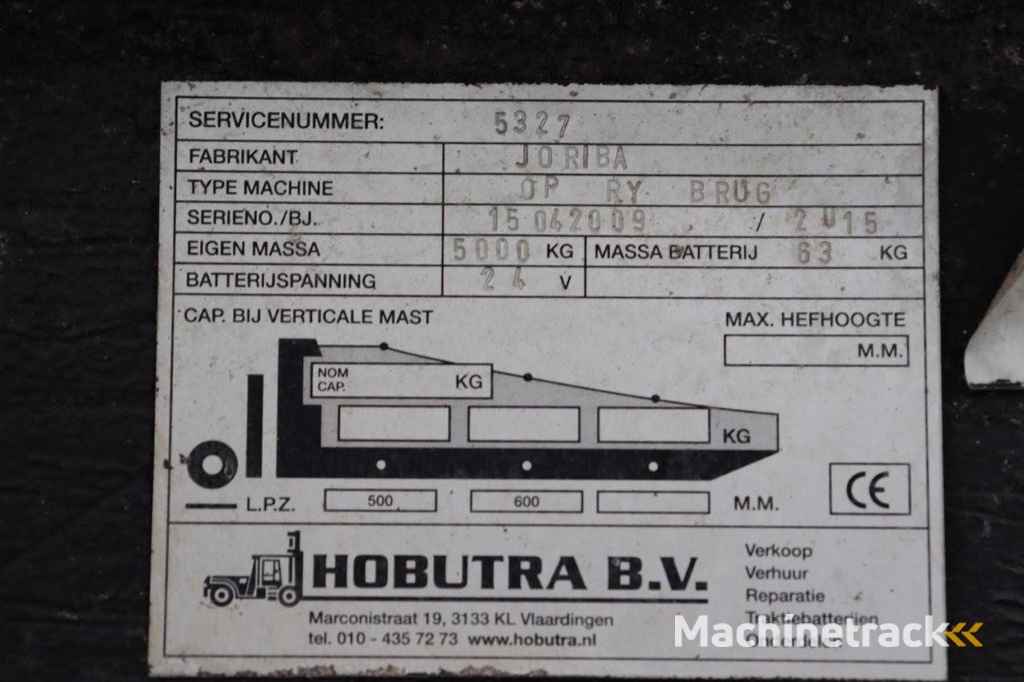 SERVICENUMMER: 5327
FABRIKANT JORIBA
TYPE MACHINE OP RY BRUG
SERIENO./BJ. 15042009 / 2015
EIGEN MASSA 5000 KG MASSA BATTERIJ 63 KG
BATTERIJSPANNING 24 V
CAP. BIJ VERTICALE MAST
MAX. HEFHOOGTE
M.M.
NOM CAP. KG
KG
L.P.Z. 500 600 M.M.
CE
HOBUTRA B.V.
Marconistraat 19, 3133 KL Vlaardingen
tel. 010 - 435 72 73 www.hobutra.nl
Verkoop
Verhuur
Reparatie
Traktiebatterijen
Onderdelen
Machinetrack